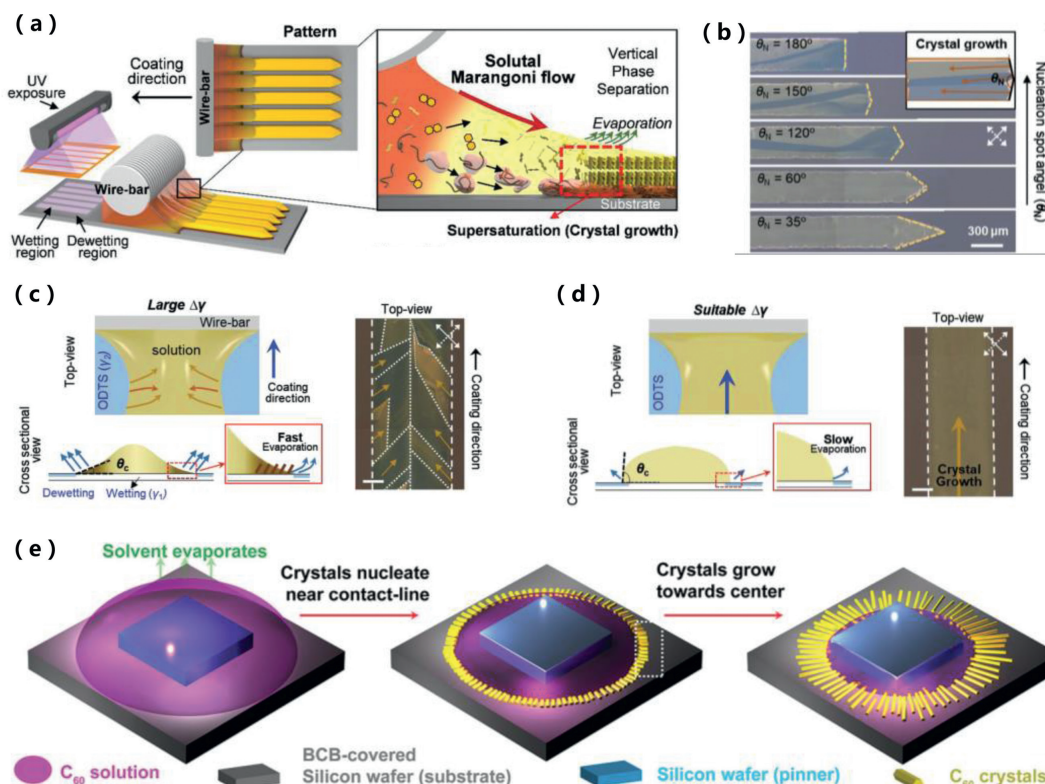 (a)
UV
exposure
Coating
direction
Pattern
Wire-bar
Wire-bar
Wetting
region
Dewetting
region
Solutal
Marangoni flow
Vertical
Phase
Separation
Evaporation
Substrate
Supersaturation (Crystal growth)
(b)
θN = 180°
θN = 150°
θN = 120°
θN = 60°
θN = 35°
Crystal growth
θN
300 μm
Nucleation spot angel (θN)
(c)
Large Δγ
Wire-bar
Top-view
ODTS (γ2)
solution
Coating
direction
Cross sectional
view
θc
Fast
Evaporation
Dewetting
Wetting (γ1)
Top-view
Coating direction
(d)
Suitable Δγ
Top-view
ODTS
Cross sectional
view
θc
Slow
Evaporation
Top-view
Crystal
Growth
Coating direction
(e)
Solvent evaporates
Crystals nucleate
near contact-line
Crystals grow
towards center
C60 solution
BCB-covered
Silicon wafer (substrate)
Silicon wafer (pinner)
C60 crystals